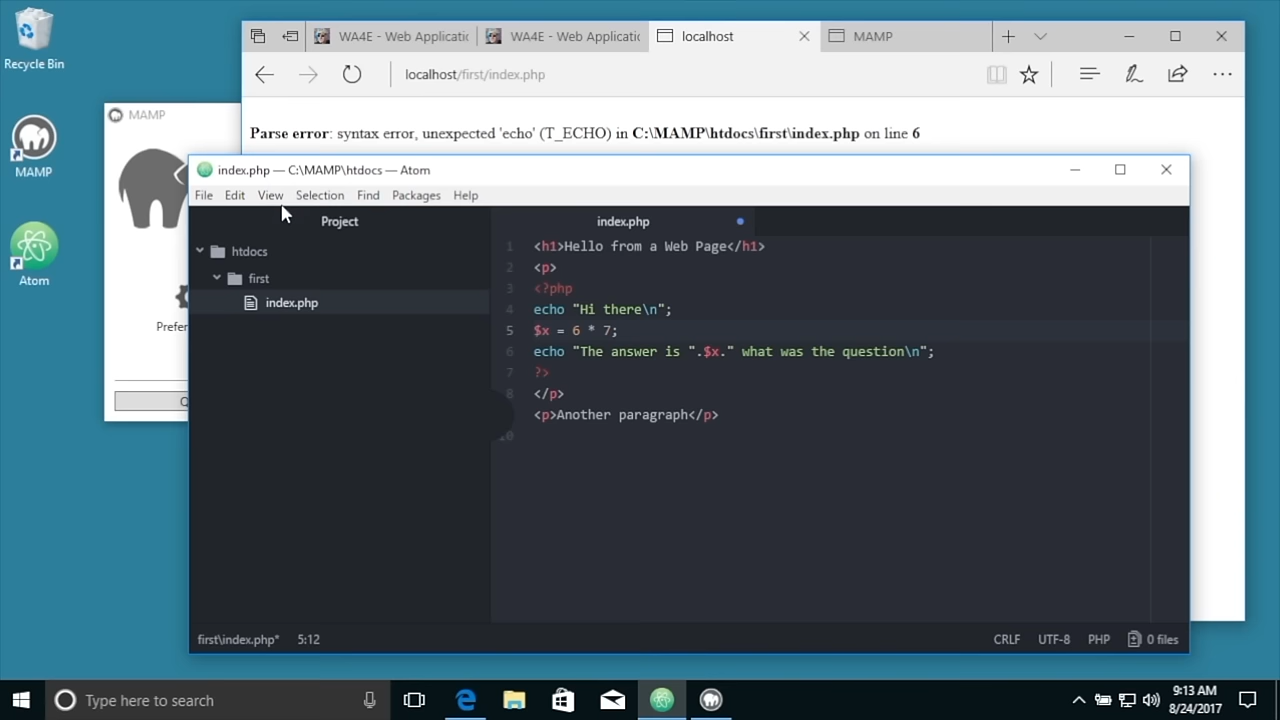 Recycle Bin
MAMP
Atom
WA4E - Web Applicatic
WA4E - Web Applicatic
localhost
MAMP
localhost/first/index.php
Parse error: syntax error, unexpected 'echo' (T_ECHO) in C:\MAMP\htdocs\first\index.php on line 6
MAMP
Prefer
Q
index.php — C:\MAMP\htdocs — Atom
File Edit View Selection Find Packages Help
Project
index.php
htdocs
first
index.php
1 <h1>Hello from a Web Page</h1>
2 <p>
3 <?php
4 echo "Hi there\n";
5 $x = 6 * 7;
6 echo "The answer is ".$x." what was the question\n";
7 ?>
8 </p>
<p>Another paragraph</p>
10
first\index.php* 5:12
CRLF UTF-8 PHP 0 files
Type here to search
9:13 AM
8/24/2017